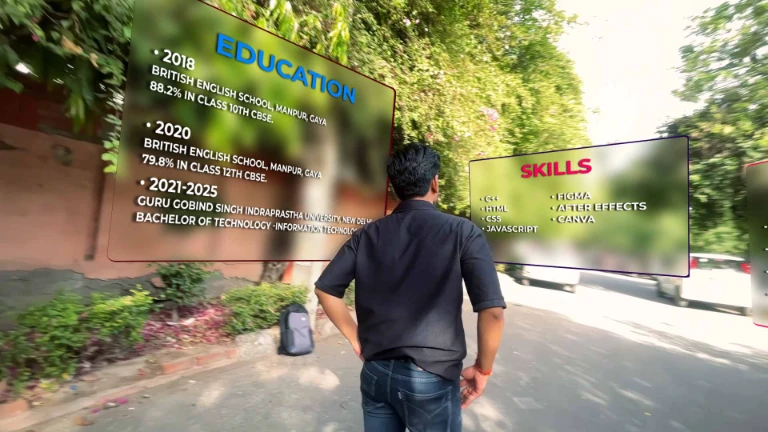 EDUCATION
• 2018
BRITISH ENGLISH SCHOOL, MANPUR, GAYA
88.2% IN CLASS 10TH CBSE.
• 2020
BRITISH ENGLISH SCHOOL, MANPUR, GAYA
79.8% IN CLASS 12TH CBSE.
• 2021-2025
GURU GOBIND SINGH INDRAPRASTHA UNIVERSITY, NEW DELHI
BACHELOR OF TECHNOLOGY -INFORMATION TECHNOLO
SKILLS
• C++
• HTML
• CSS
• JAVASCRIPT
• FIGMA
• AFTER EFFECTS
• CANVA